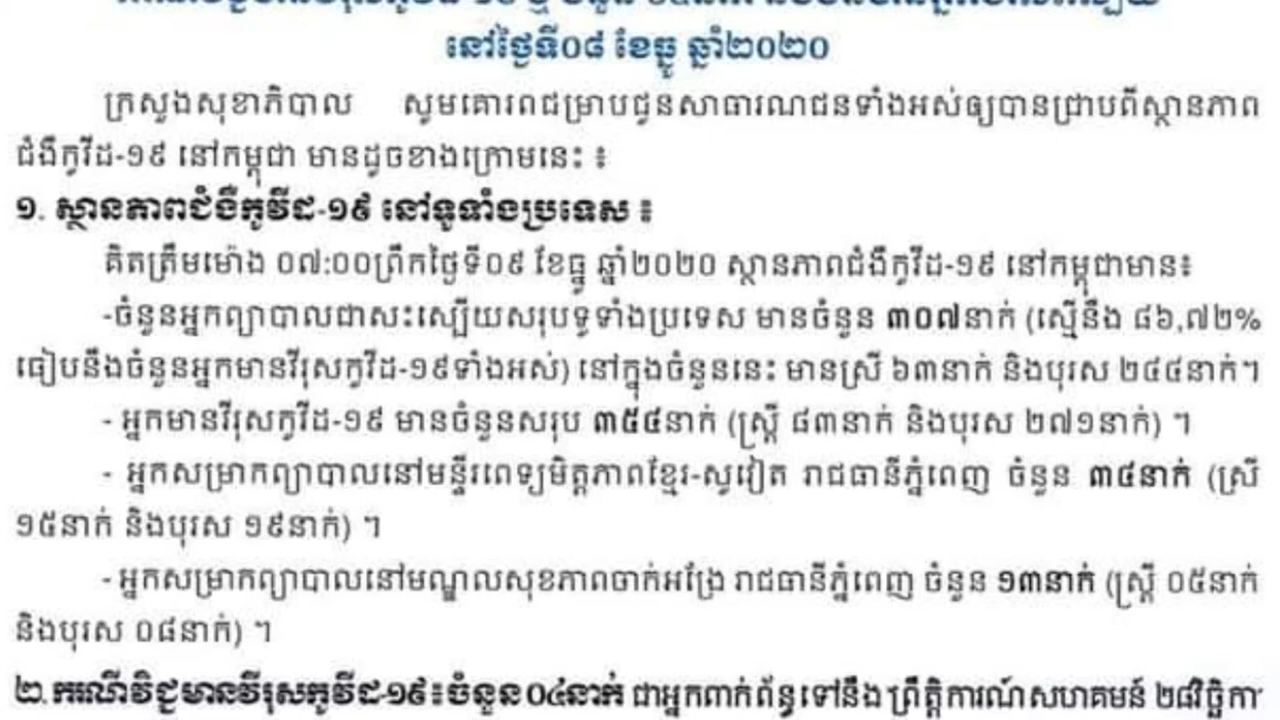 នៅថ្ងៃទី០៨ ខែធ្នូ ឆ្នាំ២០២០
ក្រសួងសុខាភិបាល សូមគោរពជម្រាបជូនសាធារណជនទាំងអស់ឲ្យបានជ្រាបពីស្ថានភាព
ជំងឺកូវីដ-១៩ នៅកម្ពុជា មានដូចខាងក្រោមនេះ ៖
១. ស្ថានភាពជំងឺកូវីដ-១៩ នៅទូទាំងប្រទេស ៖
គិតត្រឹមម៉ោង ០៧:០០ព្រឹកថ្ងៃទី០៩ ខែធ្នូ ឆ្នាំ២០២០ ស្ថានភាពជំងឺកូវីដ-១៩ នៅកម្ពុជាមាន៖
-ចំនួនអ្នកព្យាបាលជាសះស្បើយសរុបទូទាំងប្រទេស មានចំនួន ៣០៧នាក់ (ស្មើនឹង ៨៦,៧២%
ធៀបនឹងចំនួនអ្នកមានវីរុសកូវីដ-១៩ទាំងអស់) នៅក្នុងចំនួននេះ មានស្រី ៦៣នាក់ និងបុរស ២៤៤នាក់។
- អ្នកមានវីរុសកូវីដ-១៩ មានចំនួនសរុប ៣៥៤នាក់ (ស្ត្រី ៨៣នាក់ និងបុរស ២៧១នាក់) ។
- អ្នកសម្រាកព្យាបាលនៅមន្ទីរពេទ្យមិត្តភាពខ្មែរ-សូវៀត រាជធានីភ្នំពេញ ចំនួន ៣៤នាក់ (ស្រី
១៥នាក់ និងបុរស ១៩នាក់) ។
- អ្នកសម្រាកព្យាបាលនៅមណ្ឌលសុខភាពចាក់អង្រែ រាជធានីភ្នំពេញ ចំនួន ១៣នាក់ (ស្ត្រី ០៥នាក់
និងបុរស ០៨នាក់) ។
២. ករណីវិជ្ជមានវីរុសកូវីដ-១៩៖ចំនួន ០៤នាក់ ជាអ្នកពាក់ព័ន្ធទៅនឹង ព្រឹត្តិការណ៍សហគមន៍ ២៨វិច្ឆិកា